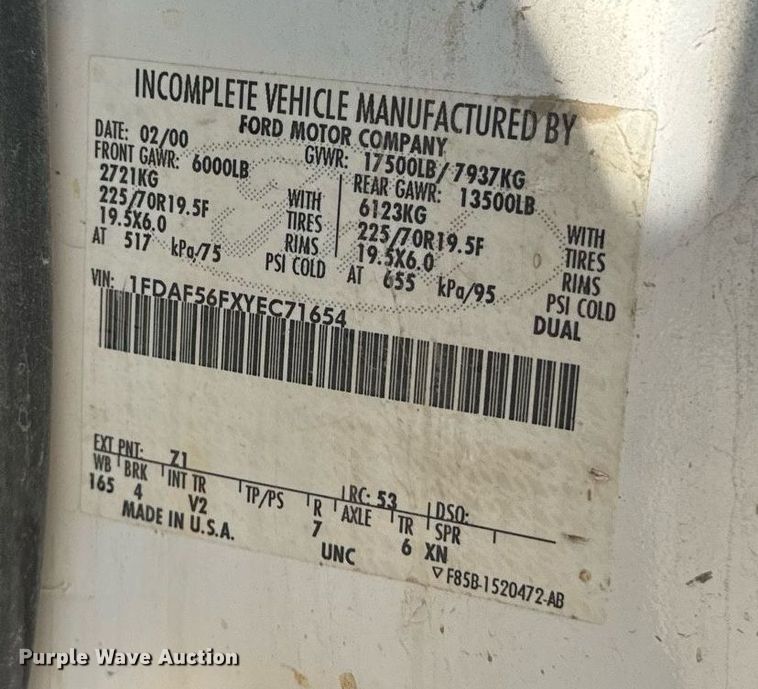 INCOMPLETE VEHICLE MANUFACTURED BY
FORD MOTOR COMPANY
DATE: 02/00 GVWR: 17500LB/ 7937KG
FRONT GAWR: 6000LB REAR GAWR: 13500LB
2721KG WITH 6123KG WITH
225/70R19.5F TIRES 225/70R19.5F TIRES
19.5X6.0 RIMS 19.5X6.0 RIMS
AT 517 kPa/75 PSI COLD AT 655 kPa/95 PSI COLD
DUAL
VIN: 1FDAF56FXYEC71654
EXT PNT: Z1 RC: 53 DSO:
WB BRK INT TR TP/PS R AXLE TR SPR
165 4 V2 7 6 XN
MADE IN U.S.A. UNC
▽F85B-1520472-AB
Purple Wave Auction